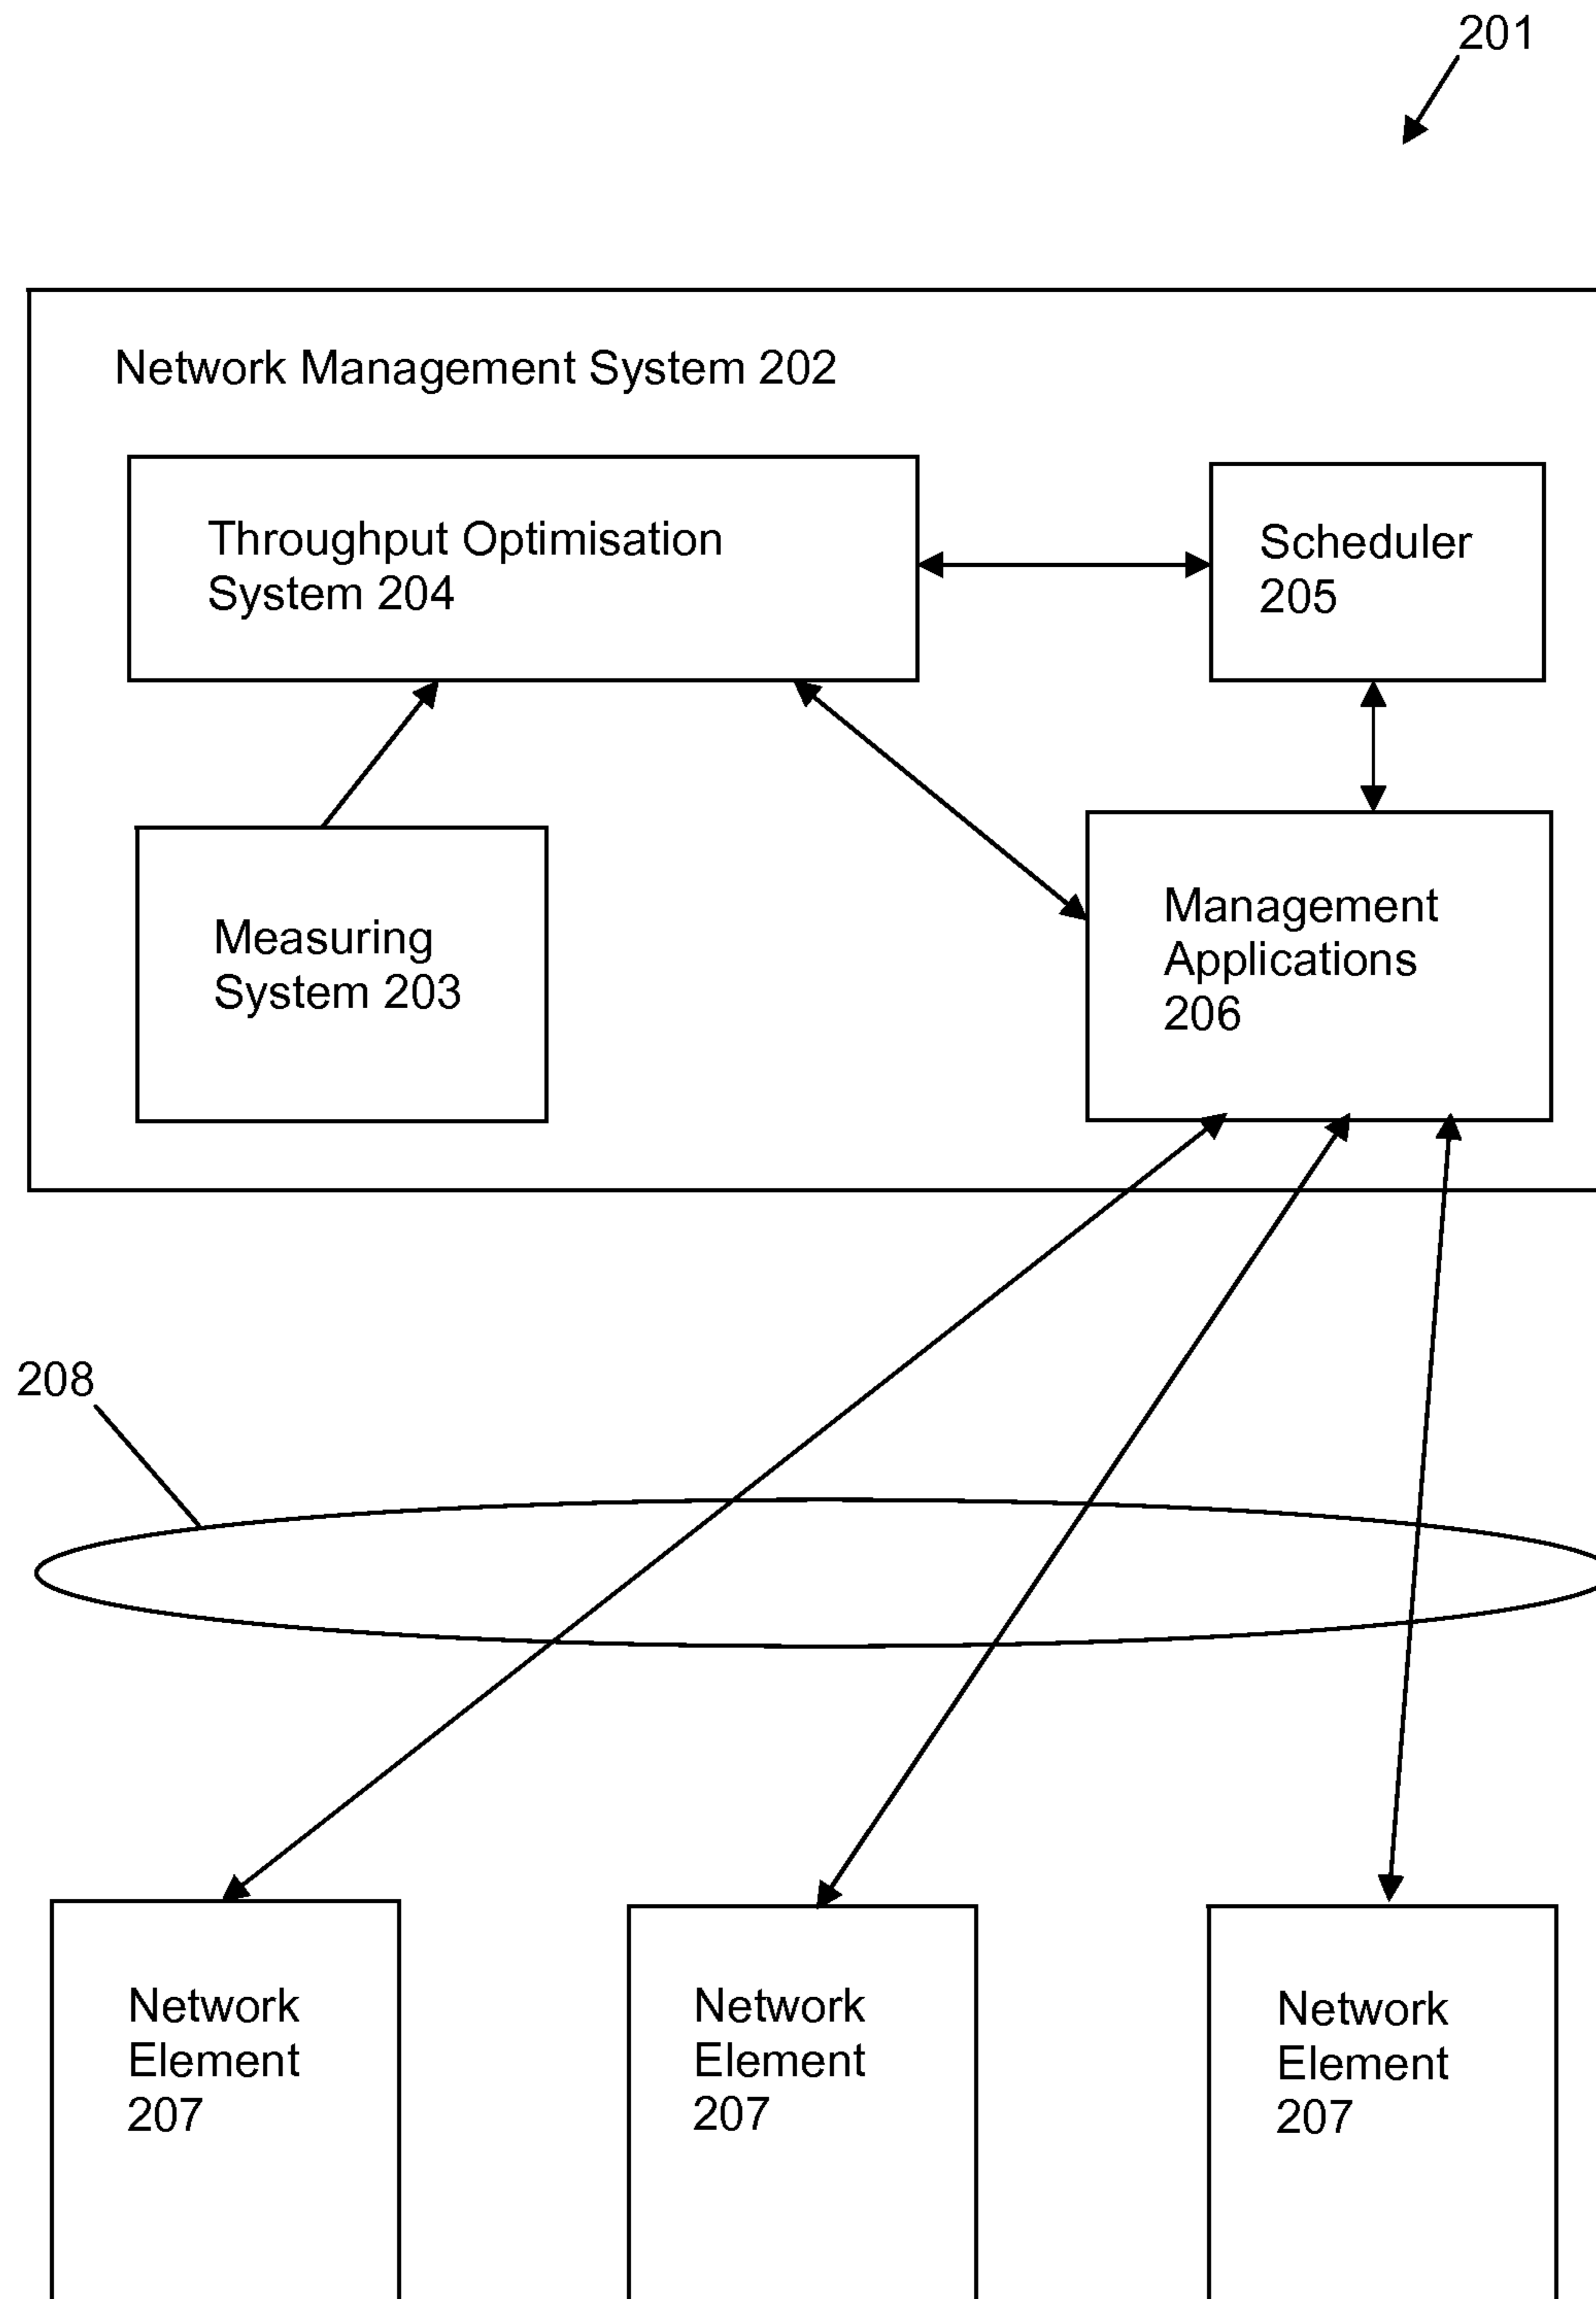 201
Network Management System 202
Throughput Optimisation
System 204
Scheduler
205
Measuring
System 203
Management
Applications
206
208
Network
Element
207
Network
Element
207
Network
Element
207